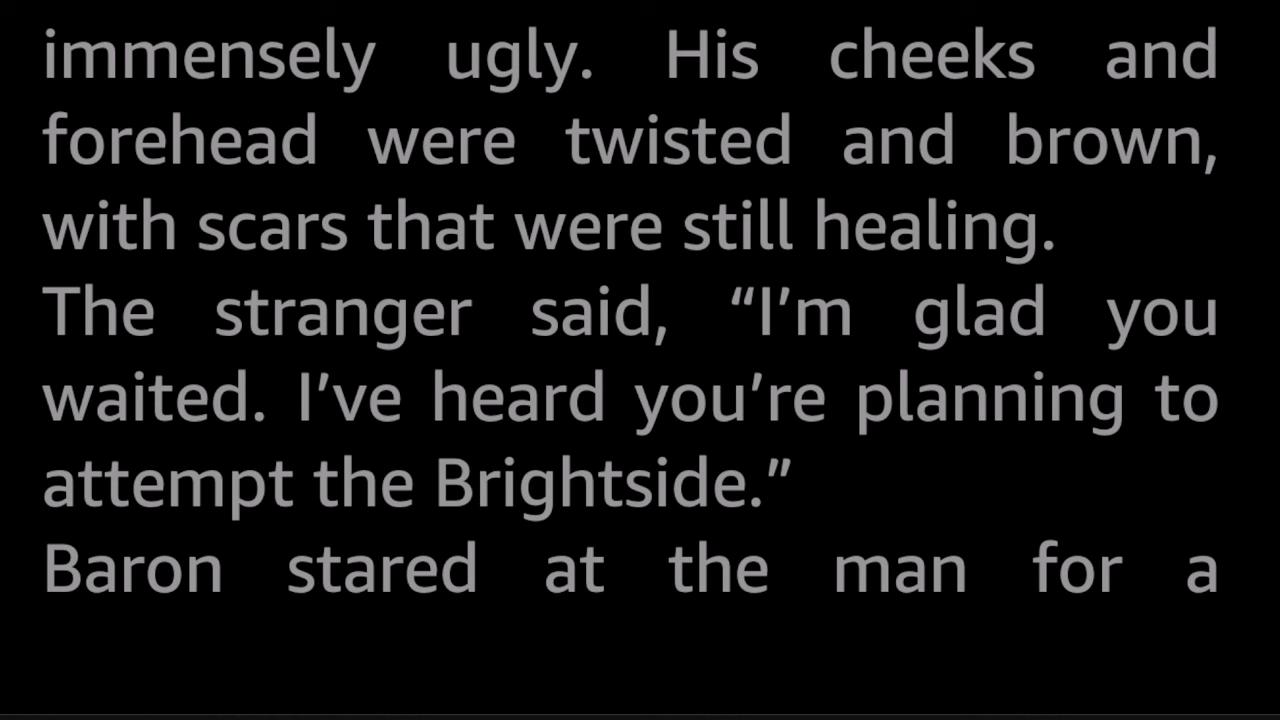 immensely ugly. His cheeks and
forehead were twisted and brown,
with scars that were still healing.
The stranger said, “I’m glad you
waited. I’ve heard you’re planning to
attempt the Brightside.”
Baron stared at the man for a